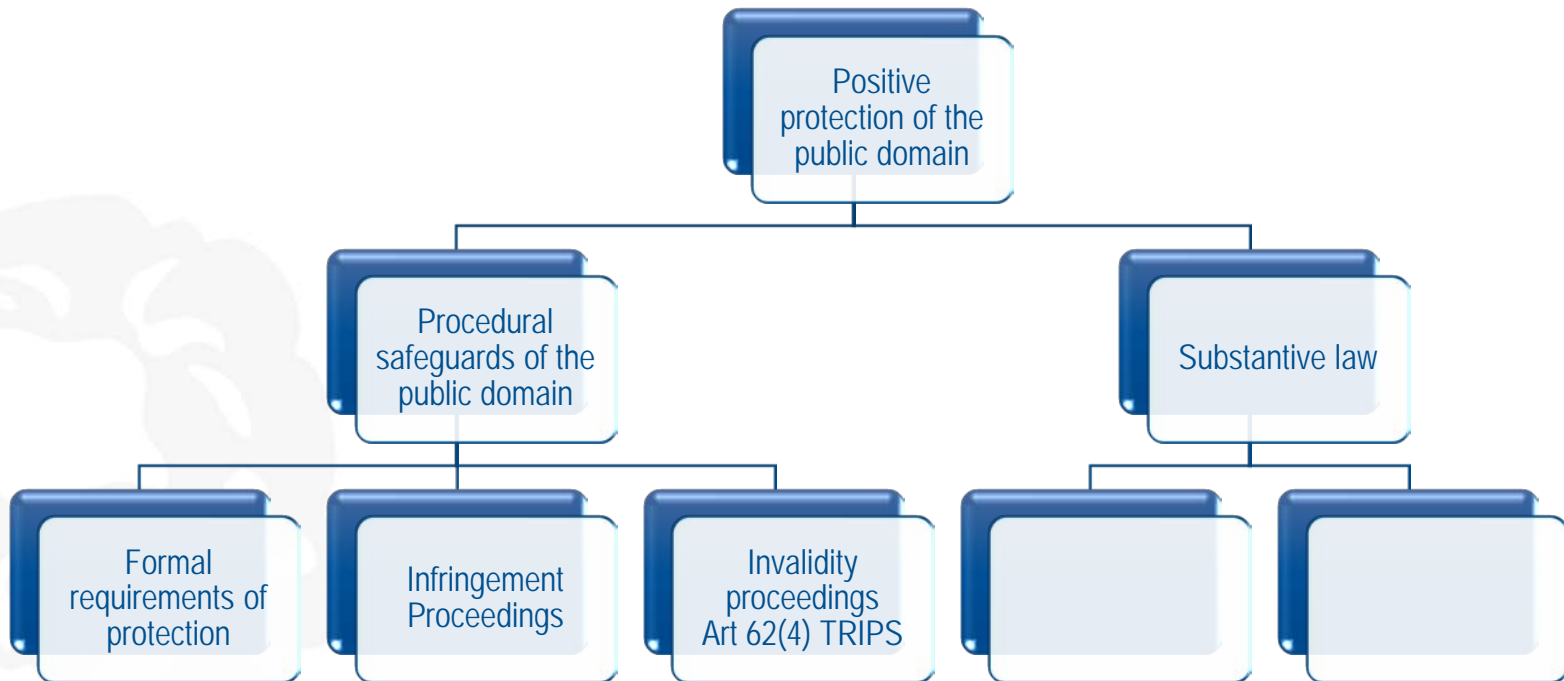 Positive
protection of the
public domain
Procedural
safeguards of the
public domain
Substantive law
Formal
requirements of
protection
Infringement
Proceedings
Invalidity
proceedings
Art 62(4) TRIPS